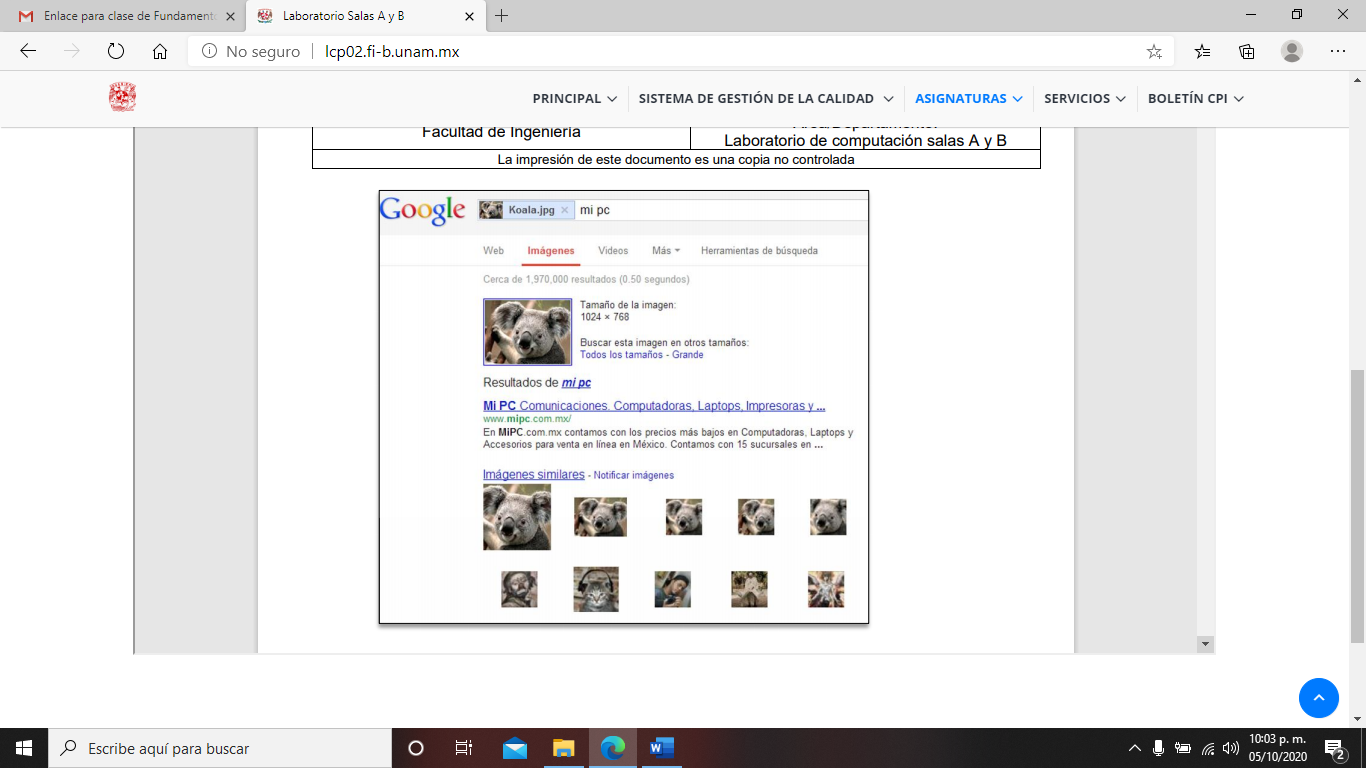 Enlace para clase de Fundament
Laboratorio Salas A y B
No seguro
lcp02.fi-b.unam.mx
PRINCIPAL
SISTEMA DE GESTIÓN DE LA CALIDAD
ASIGNATURAS
SERVICIOS
BOLETÍN CPI
Facultad de Ingeniería
Área/Departamento:
Laboratorio de computación salas A y B
La impresión de este documento es una copia no controlada
Google
Koala.jpg × mi pc
Web Imágenes Videos Más Herramientas de búsqueda
Cerca de 1,970,000 resultados (0.50 segundos)
Tamaño de la imagen:
1024 × 768
Buscar esta imagen en otros tamaños:
Todos los tamaños - Grande
Resultados de mi pc
Mi PC Comunicaciones. Computadoras, Laptops, Impresoras y ...
www.mipc.com.mx/
En MiPC.com.mx contamos con los precios más bajos en Computadoras, Laptops y
Accesorios para venta en línea en México. Contamos con 15 sucursales en ...
Imágenes similares - Notificar imágenes
Escribe aquí para buscar
10:03 p. m.
05/10/2020
2